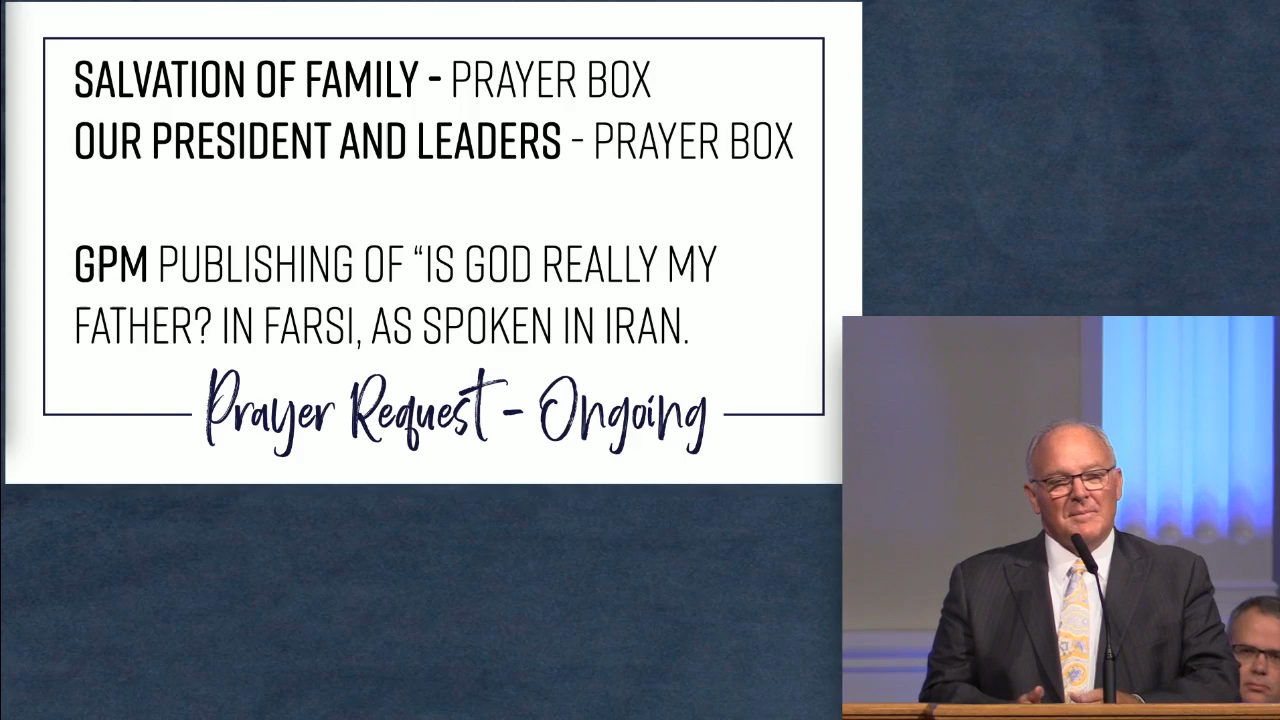 SALVATION OF FAMILY - PRAYER BOX
OUR PRESIDENT AND LEADERS - PRAYER BOX
GPM PUBLISHING OF “IS GOD REALLY MY
FATHER? IN FARSI, AS SPOKEN IN IRAN.
Prayer Request - Ongoing